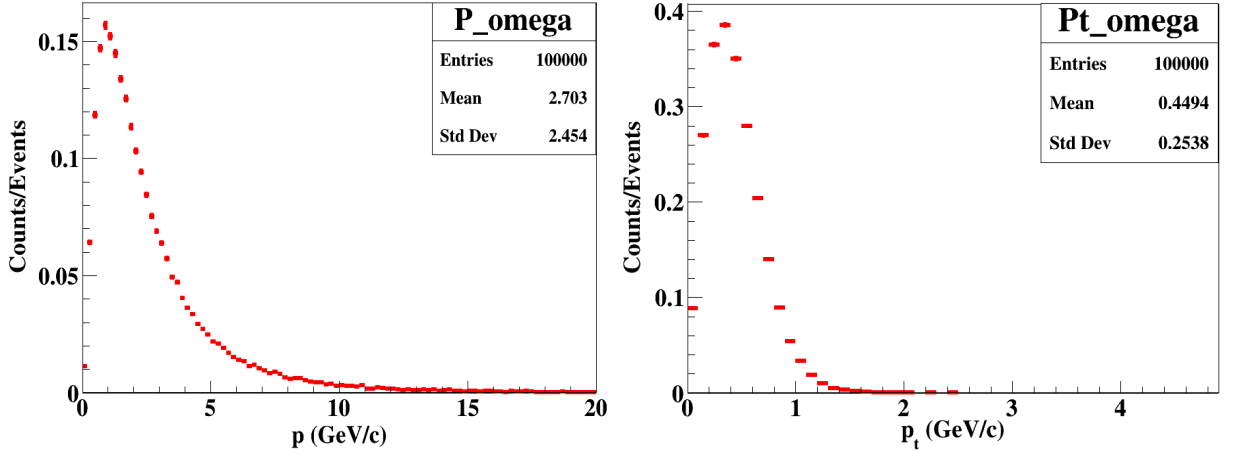 P_omega
Entries 100000
Mean 2.703
Std Dev 2.454
Counts/Events
0.15
0.1
0.05
0
0 5 10 15 20
p (GeV/c)
Pt_omega
Entries 100000
Mean 0.4494
Std Dev 0.2538
Counts/Events
0.4
0.3
0.2
0.1
0
0 1 2 3 4
p_t (GeV/c)